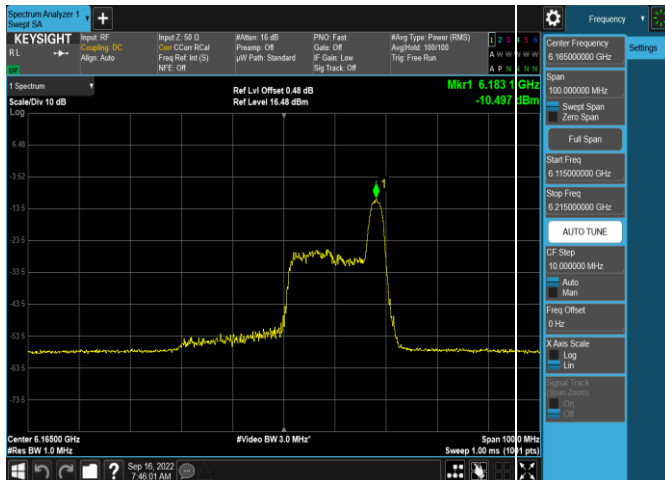 Spectrum Analyzer 1
Swept SA
+
Frequency
KEYSIGHT
RL
Input: RF
Coupling: DC
Align: Auto
Input Z: 50 Ω
Corr CCorr RCal
Freq Ref: Int (S)
NFE: Off
#Atten: 16 dB
Preamp: Off
µW Path: Standard
PNO: Fast
Gate: Off
IF Gain: Low
Sig Track: Off
#Avg Type: Power (RMS)
Avg|Hold: 100/100
Trig: Free Run
1 2 3 4 5 6
A W W W W W
A P N N N N
1 Spectrum
Scale/Div 10 dB
Log
Ref Lvl Offset 0.48 dB
Ref Level 16.48 dBm
Mkr1 6.183 1 GHz
-10.497 dBm
1
6.48
-3.52
-13.5
-23.5
-33.5
-43.5
-53.5
-63.5
-73.5
Center 6.16500 GHz
#Res BW 1.0 MHz
#Video BW 3.0 MHz*
Span 100.0 MHz
Sweep 1.00 ms (1001 pts)
Sep 16, 2022
7:46:01 AM
?
Settings
Center Frequency
6.165000000 GHz
Span
100.000000 MHz
Swept Span
Zero Span
Full Span
Start Freq
6.115000000 GHz
Stop Freq
6.215000000 GHz
AUTO TUNE
CF Step
10.000000 MHz
Auto
Man
Freq Offset
0 Hz
X Axis Scale
Log
Lin
Signal Track
(Span Zoom)
On
Off